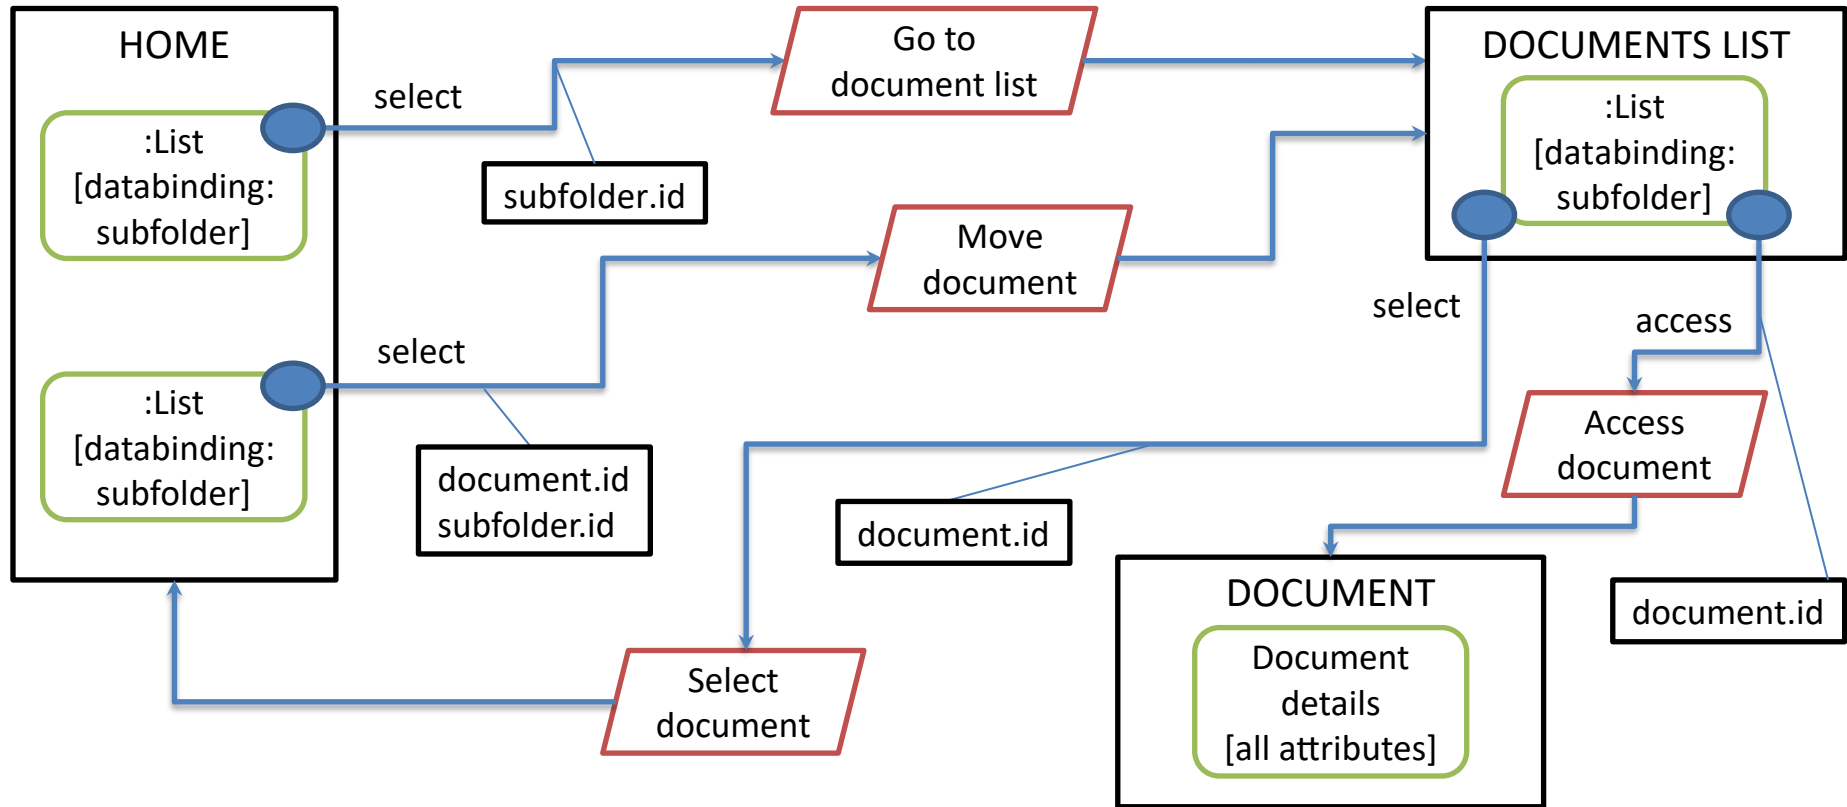 HOME
:List
[databinding:
subfolder]
select
subfolder.id
Go to
document list
DOCUMENTS LIST
:List
[databinding:
subfolder]
Move
document
select
access
:List
[databinding:
subfolder]
select
document.id
subfolder.id
document.id
Access
document
document.id
Select
document
DOCUMENT
Document
details
[all attributes]